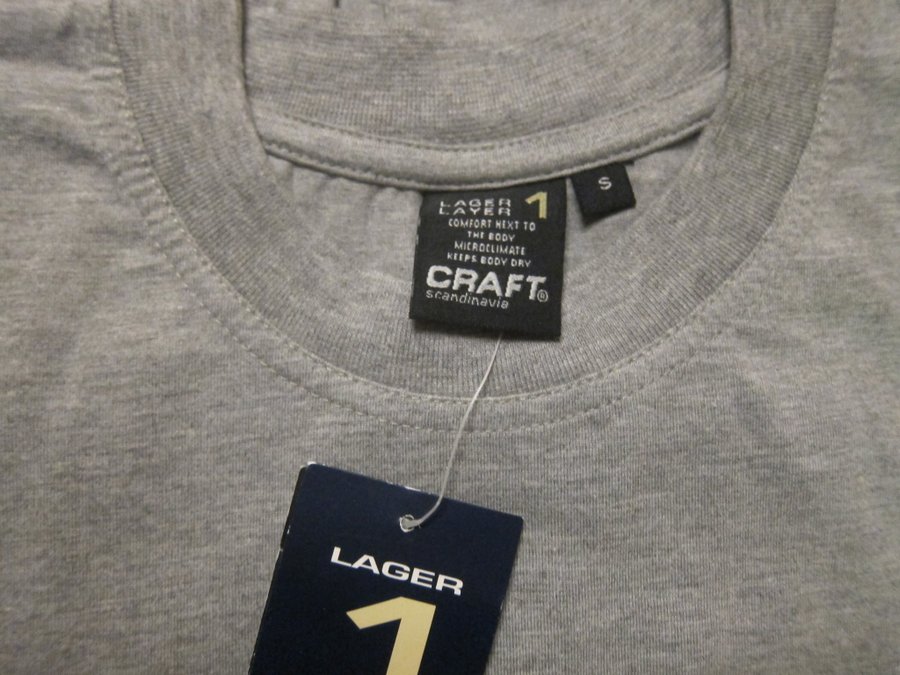 LAGER
LAYER 1
COMFORT NEXT TO
THE BODY
MICROCLIMATE
KEEPS BODY DRY
CRAFT®
scandinavia
S
LAGER
1